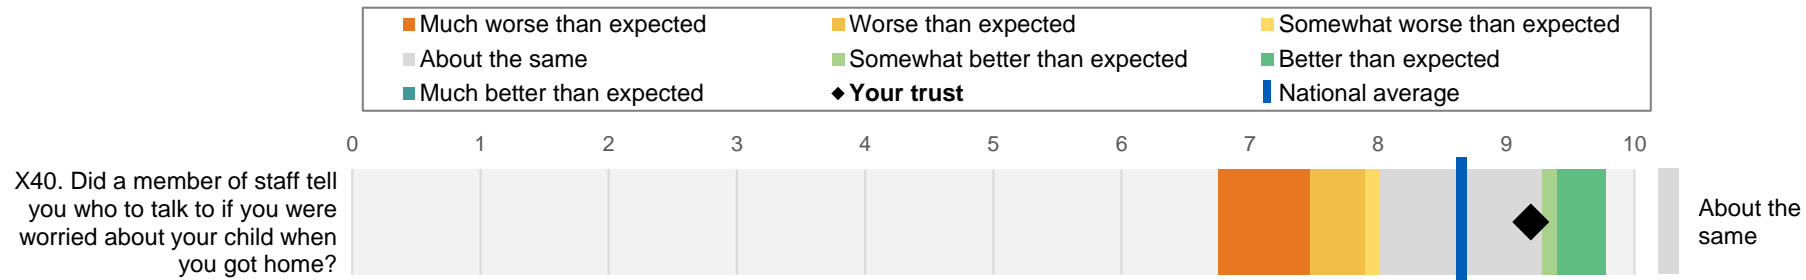 Much worse than expected
Worse than expected
Somewhat worse than expected
About the same
Somewhat better than expected
Better than expected
Much better than expected
Your trust
National average
0 1 2 3 4 5 6 7 8 9 10
X40. Did a member of staff tell
you who to talk to if you were
worried about your child when
you got home?
About the
same